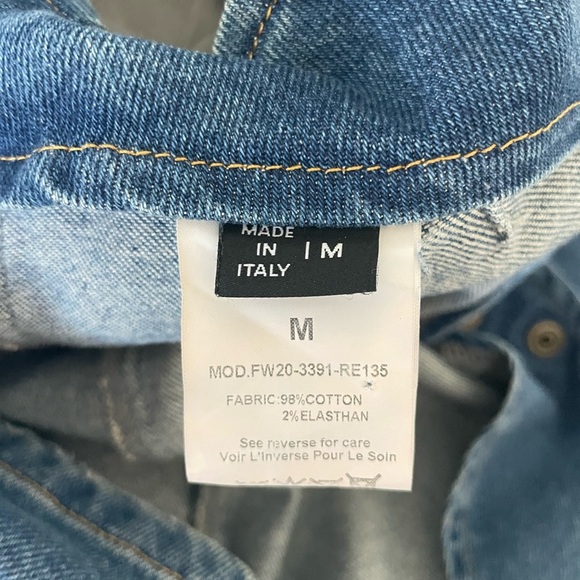 MADE
IN | M
ITALY
M
MOD.FW20-3391-RE135
FABRIC:98%COTTON
2%ELASTHAN
See reverse for care
Voir L'Inverse Pour Le Soin